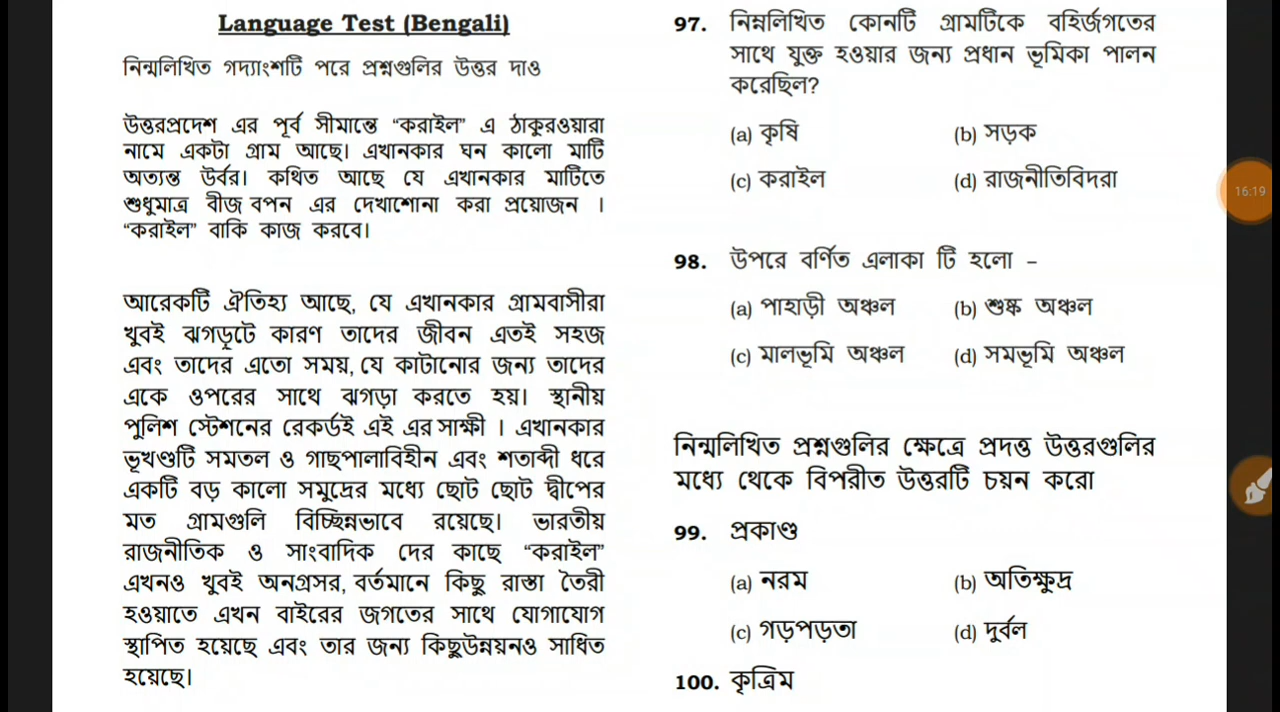 Language Test (Bengali)
নিম্নলিখিত গদ্যাংশটি পরে প্রশ্নগুলির উত্তর দাও
উত্তরপ্রদেশ এর পূর্ব সীমান্তে “করাইল” এ ঠাকুরওয়ারা
নামে একটা গ্রাম আছে। এখানকার ঘন কালো মাটি
অত্যন্ত উর্বর। কথিত আছে যে এখানকার মাটিতে
শুধুমাত্র বীজ বপন এর দেখাশোনা করা প্রয়োজন ।
“করাইল” বাকি কাজ করবে।
আরেকটি ঐতিহ্য আছে, যে এখানকার গ্রামবাসীরা
খুবই ঝগড়ুটে কারণ তাদের জীবন এতই সহজ
এবং তাদের এতো সময়, যে কাটানোর জন্য তাদের
একে ওপরের সাথে ঝগড়া করতে হয়। স্থানীয়
পুলিশ স্টেশনের রেকর্ডই এই এর সাক্ষী । এখানকার
ভূখণ্ডটি সমতল ও গাছপালাবিহীন এবং শতাব্দী ধরে
একটি বড় কালো সমুদ্রের মধ্যে ছোট ছোট দ্বীপের
মত গ্রামগুলি বিচ্ছিন্নভাবে রয়েছে। ভারতীয়
রাজনীতিক ও সাংবাদিক দের কাছে “করাইল”
এখনও খুবই অনগ্রসর, বর্তমানে কিছু রাস্তা তৈরী
হওয়াতে এখন বাইরের জগতের সাথে যোগাযোগ
স্থাপিত হয়েছে এবং তার জন্য কিছুউন্নয়নও সাধিত
হয়েছে।
97. নিম্নলিখিত কোনটি গ্রামটিকে বহির্জগতের
সাথে যুক্ত হওয়ার জন্য প্রধান ভূমিকা পালন
করেছিল?
(a) কৃষি (b) সড়ক
(c) করাইল (d) রাজনীতিবিদরা
98. উপরে বর্ণিত এলাকা টি হলো –
(a) পাহাড়ী অঞ্চল (b) শুষ্ক অঞ্চল
(c) মালভূমি অঞ্চল (d) সমভূমি অঞ্চল
নিম্নলিখিত প্রশ্নগুলির ক্ষেত্রে প্রদত্ত উত্তরগুলির
মধ্যে থেকে বিপরীত উত্তরটি চয়ন করো
99. প্রকাণ্ড
(a) নরম (b) অতিক্ষুদ্র
(c) গড়পড়তা (d) দুর্বল
100. কৃত্রিম
16:19